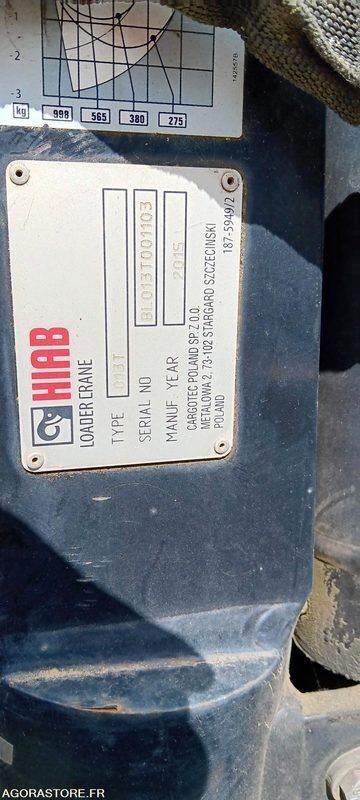 -1
-2
-3
kg 998 565 380 275
142557B
HIAB
LOADER CRANE
TYPE 013T
SERIAL NO BL013T001103
MANUF. YEAR 2015
CARGOTEC POLAND SP. Z O.O.
METALOWA 2, 73-102 STARGARD SZCZECINSKI
POLAND
187-5949/2
AGORASTORE.FR